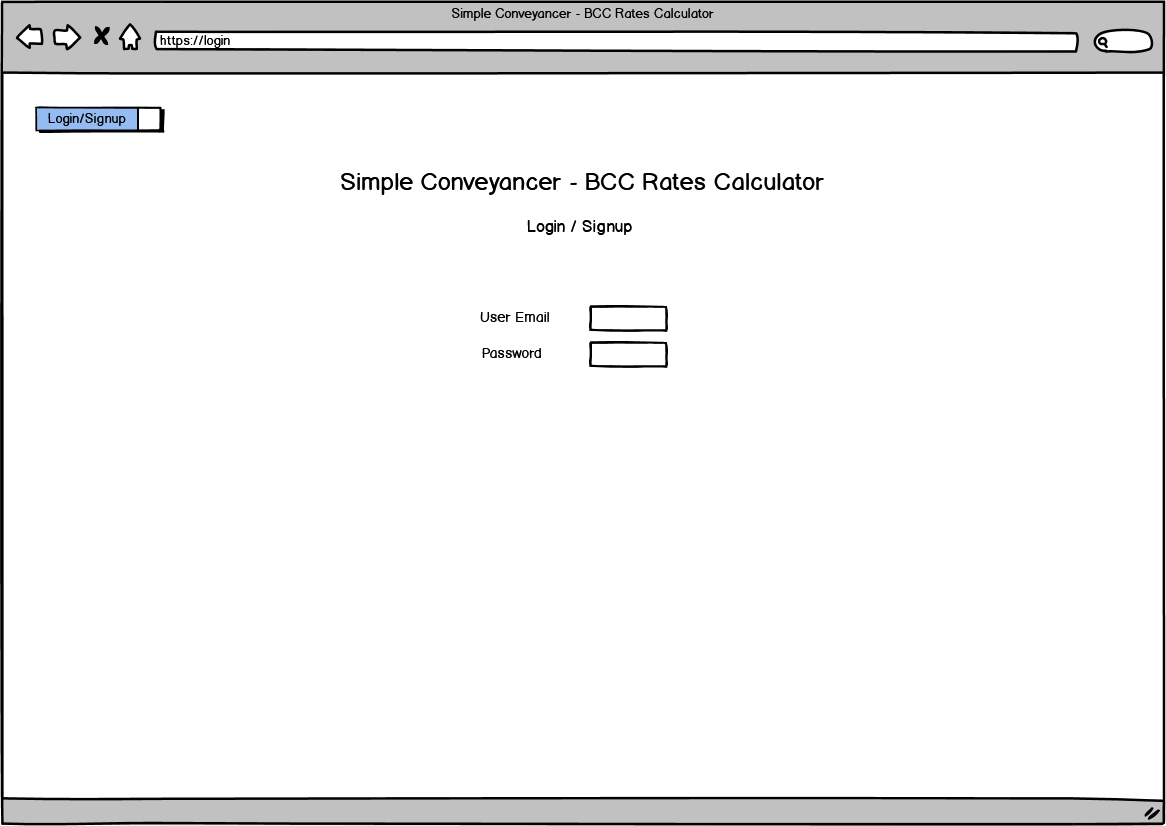 Simple Conveyancer - BCC Rates Calculator
https://login
Login/Signup
Simple Conveyancer - BCC Rates Calculator
Login / Signup
User Email
Password